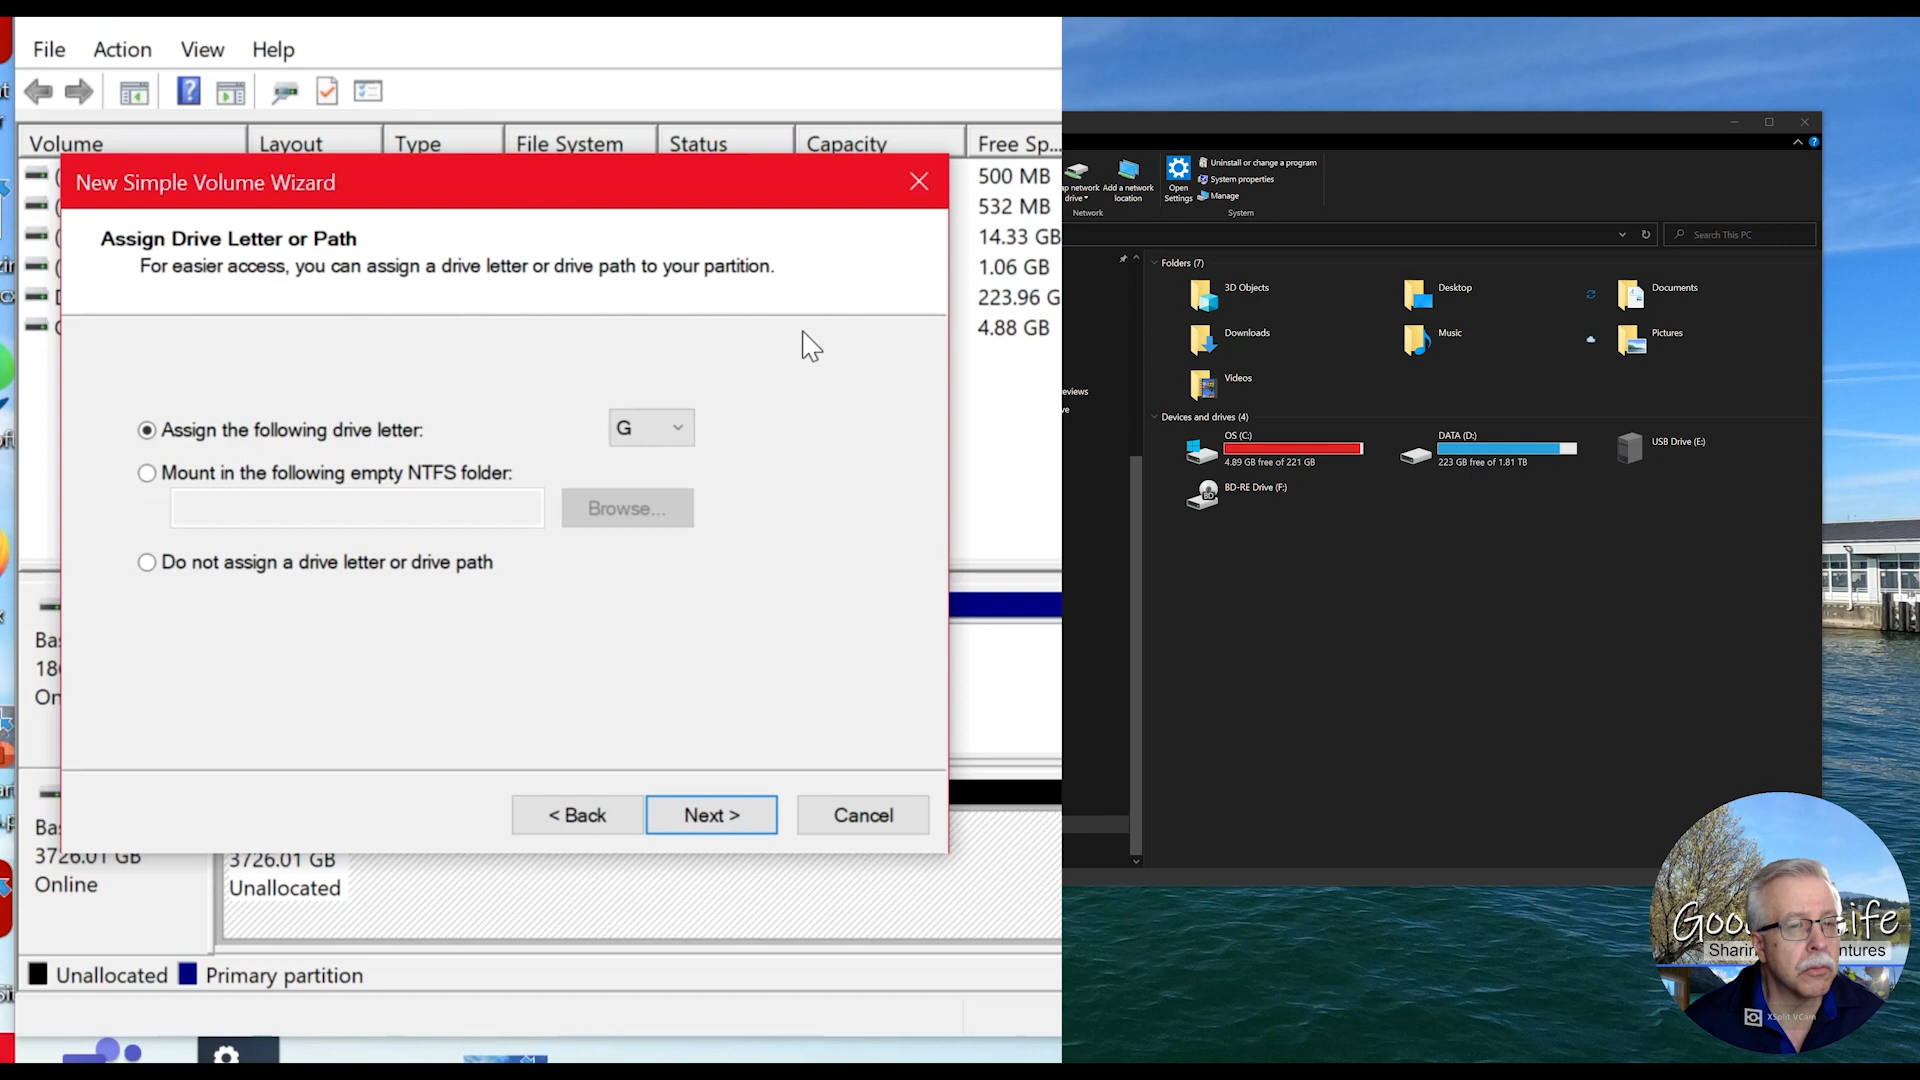 File Action View Help
Volume Layout Type File System Status Capacity Free Sp...
500 MB
532 MB
14.33 GB
1.06 GB
223.96 G
4.88 GB
New Simple Volume Wizard
Assign Drive Letter or Path
For easier access, you can assign a drive letter or drive path to your partition.
Assign the following drive letter: G
Mount in the following empty NTFS folder:
Browse...
Do not assign a drive letter or drive path
< Back Next > Cancel
3726.01 GB 3726.01 GB
Online Unallocated
Unallocated Primary partition
network Add a network
drive location
Network
Open
Settings
Uninstall or change a program
System properties
Manage
System
Search This PC
Folders (7)
3D Objects Desktop Documents
Downloads Music Pictures
Videos
Devices and drives (4)
OS (C:)
4.89 GB free of 221 GB
DATA (D:)
223 GB free of 1.81 TB
USB Drive (E:)
BD-RE Drive (F:)
BD
XSplit VCam